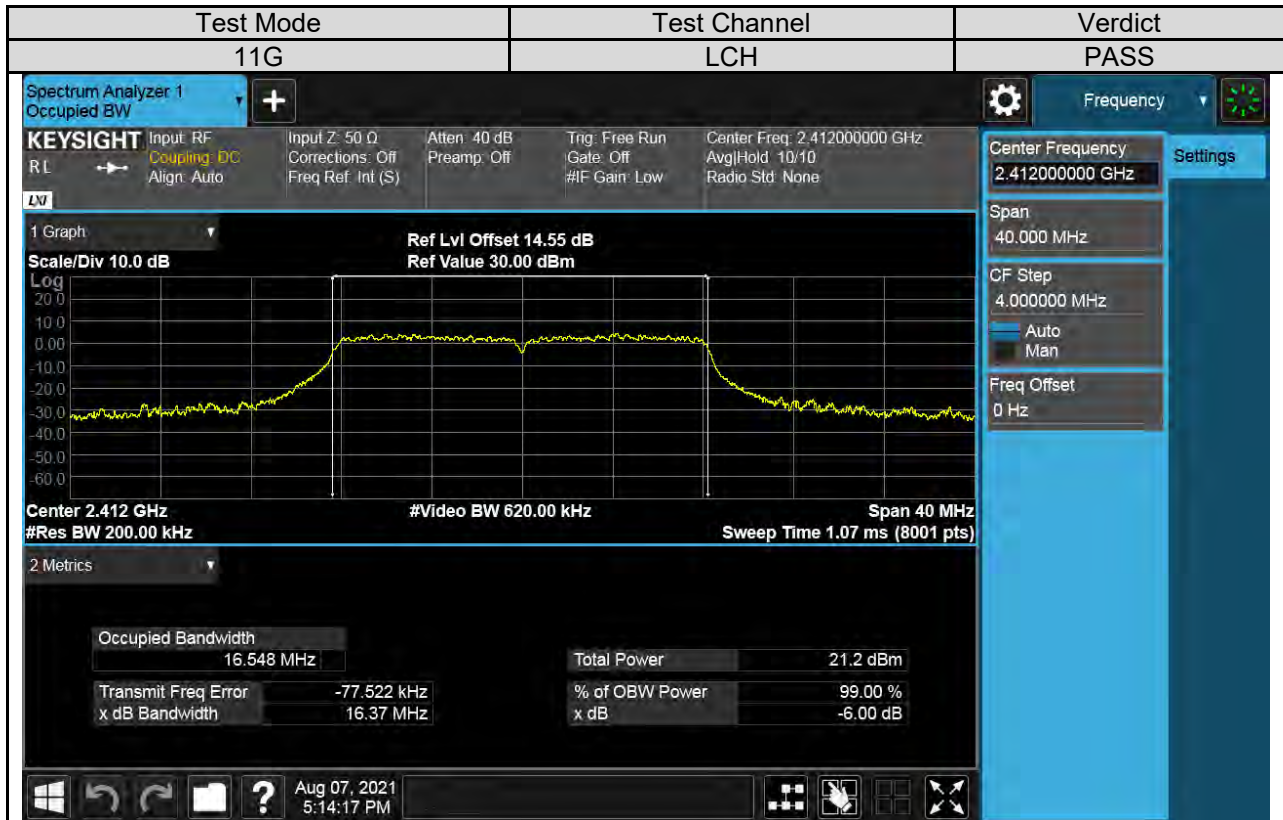 Test Mode Test Channel Verdict
11G LCH PASS
Spectrum Analyzer 1
Occupied BW
+
Frequency
KEYSIGHT Input: RF Input Z: 50 Ω Atten: 40 dB Trig: Free Run Center Freq: 2.412000000 GHz
RL Coupling: DC Corrections: Off Preamp: Off Gate: Off Avg|Hold: 10/10
Align: Auto Freq Ref: Int (S) #IF Gain: Low Radio Std: None
LXI
Center Frequency
2.412000000 GHz
Settings
Span
40.000 MHz
CF Step
4.000000 MHz
Auto
Man
Freq Offset
0 Hz
1 Graph
Ref Lvl Offset 14.55 dB
Scale/Div 10.0 dB Ref Value 30.00 dBm
Log
20.0
10.0
0.00
-10.0
-20.0
-30.0
-40.0
-50.0
-60.0
Center 2.412 GHz #Video BW 620.00 kHz Span 40 MHz
#Res BW 200.00 kHz Sweep Time 1.07 ms (8001 pts)
2 Metrics
Occupied Bandwidth
16.548 MHz Total Power 21.2 dBm
Transmit Freq Error -77.522 kHz % of OBW Power 99.00 %
x dB Bandwidth 16.37 MHz x dB -6.00 dB
? Aug 07, 2021
5:14:17 PM